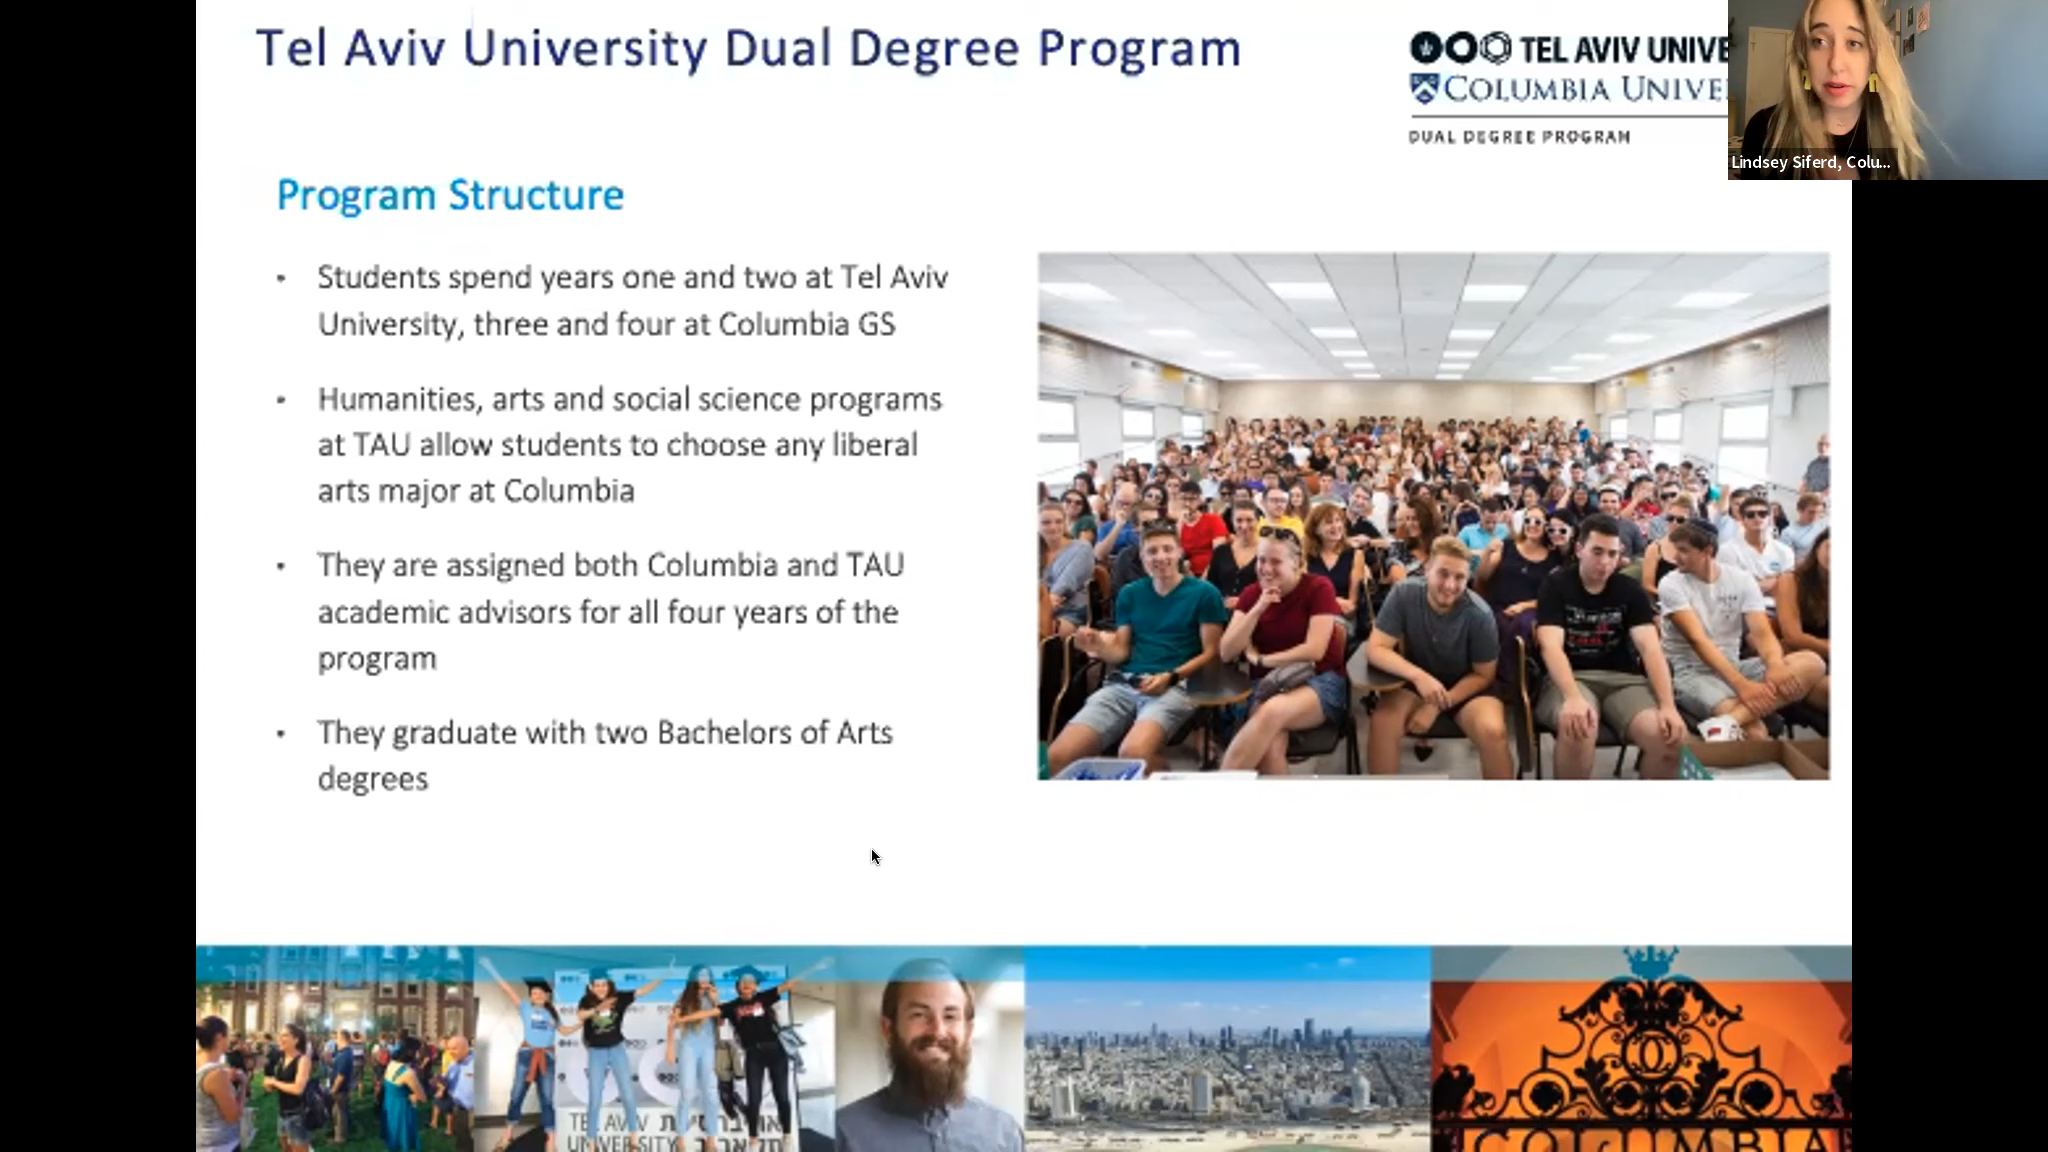 Tel Aviv University Dual Degree Program
TEL AVIV UNIVE
COLUMBIA UNIVE
DUAL DEGREE PROGRAM
Lindsey Siferd, Colu...
Program Structure
• Students spend years one and two at Tel Aviv
University, three and four at Columbia GS
• Humanities, arts and social science programs
at TAU allow students to choose any liberal
arts major at Columbia
• They are assigned both Columbia and TAU
academic advisors for all four years of the
program
• They graduate with two Bachelors of Arts
degrees
TEL AVIV אוניברסיטת
UNIVERSITY תל אביב
COLUMBIA